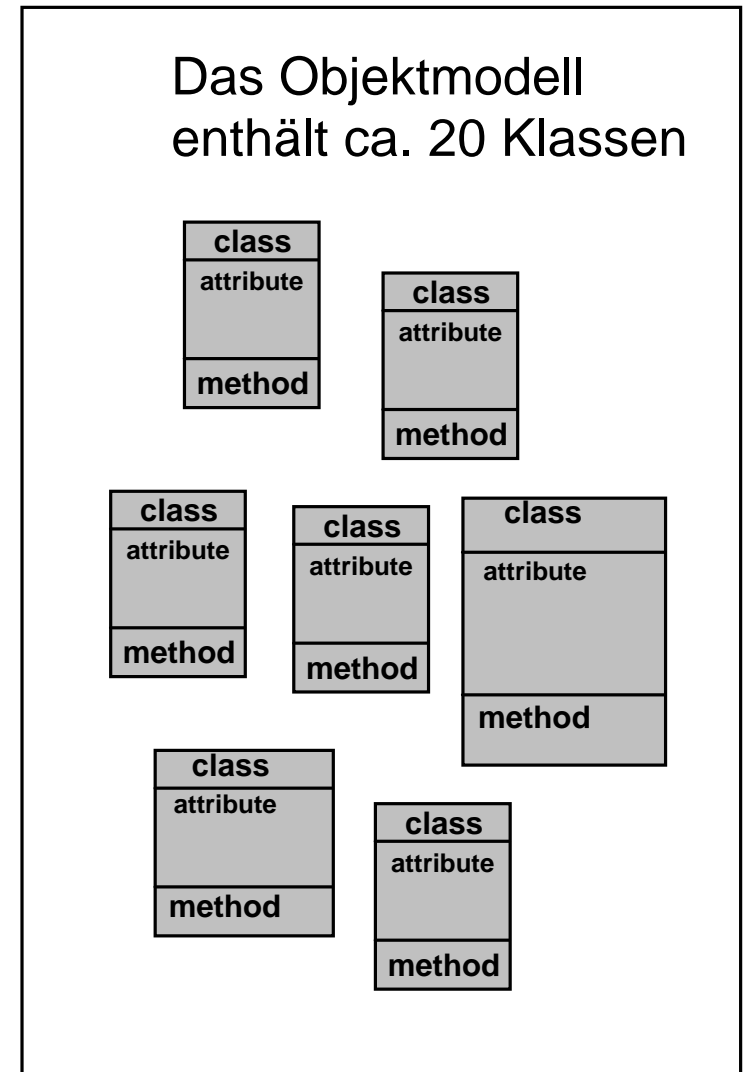 Das Objektmodell
enthält ca. 20 Klassen
class
attribute
method
class
attribute
method
class
attribute
method
class
attribute
method
class
attribute
method
class
attribute
method
class
attribute
method